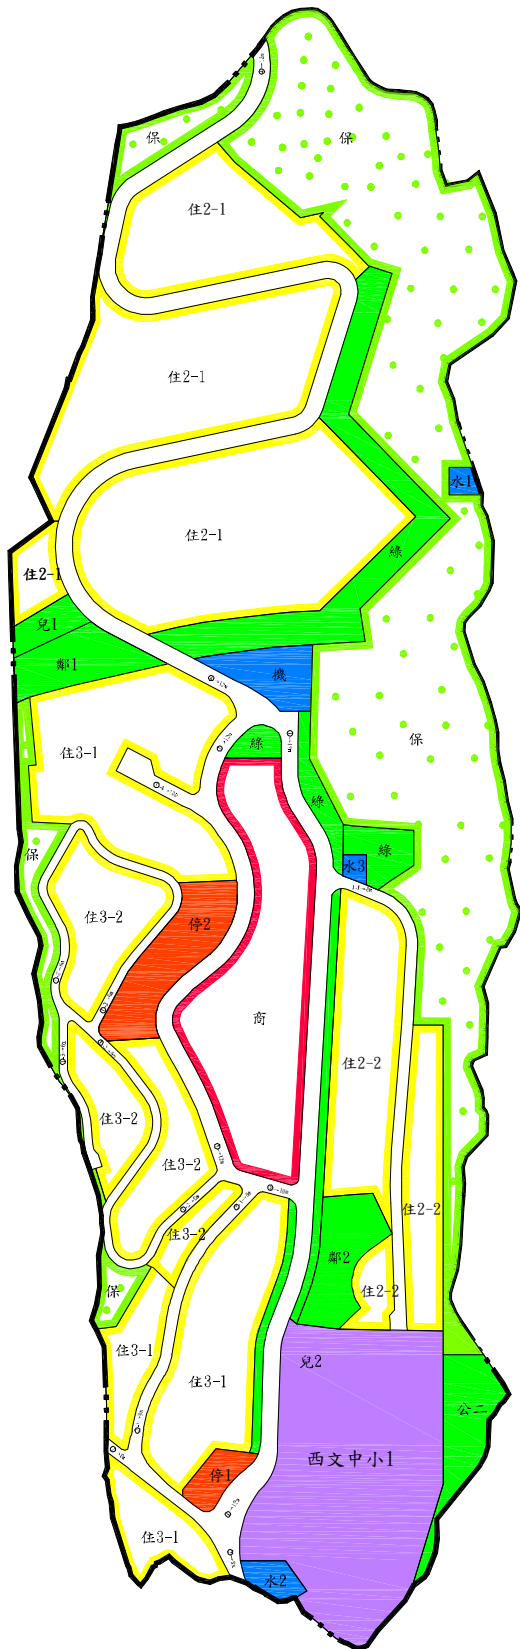 保
保
住2-1
住2-1
水1
住2-1
綠
住2-1
兒1
鄰1
機
保
綠
住3-1
綠
綠
保
水3
住3-2
停2
商
住2-2
住3-2
住3-2
住2-2
住3-2
鄰2
保
住2-2
住3-1
兒2
住3-1
公二
西文中小1
停1
住3-1
水2